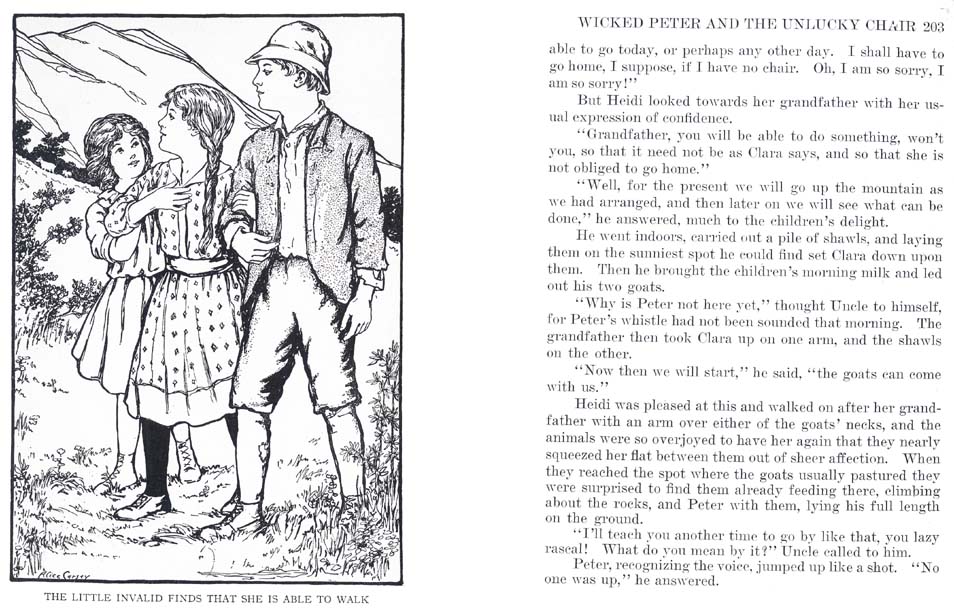 Alice Carsey
THE LITTLE INVALID FINDS THAT SHE IS ABLE TO WALK
WICKED PETER AND THE UNLUCKY CHAIR 203
able to go today, or perhaps any other day. I shall have to
go home, I suppose, if I have no chair. Oh, I am so sorry, I
am so sorry!”
But Heidi looked towards her grandfather with her us-
ual expression of confidence.
“Grandfather, you will be able to do something, won’t
you, so that it need not be as Clara says, and so that she is
not obliged to go home.”
“Well, for the present we will go up the mountain as
we had arranged, and then later on we will see what can be
done,” he answered, much to the children’s delight.
He went indoors, carried out a pile of shawls, and laying
them on the sunniest spot he could find set Clara down upon
them. Then he brought the children’s morning milk and led
out his two goats.
“Why is Peter not here yet,” thought Uncle to himself,
for Peter’s whistle had not been sounded that morning. The
grandfather then took Clara up on one arm, and the shawls
on the other.
“Now then we will start,” he said, “the goats can come
with us.”
Heidi was pleased at this and walked on after her grand-
father with an arm over either of the goats’ necks, and the
animals were so overjoyed to have her again that they nearly
squeezed her flat between them out of sheer affection. When
they reached the spot where the goats usually pastured they
were surprised to find them already feeding there, climbing
about the rocks, and Peter with them, lying his full length
on the ground.
“I’ll teach you another time to go by like that, you lazy
rascal! What do you mean by it?” Uncle called to him.
Peter, recognizing the voice, jumped up like a shot. “No
one was up,” he answered.